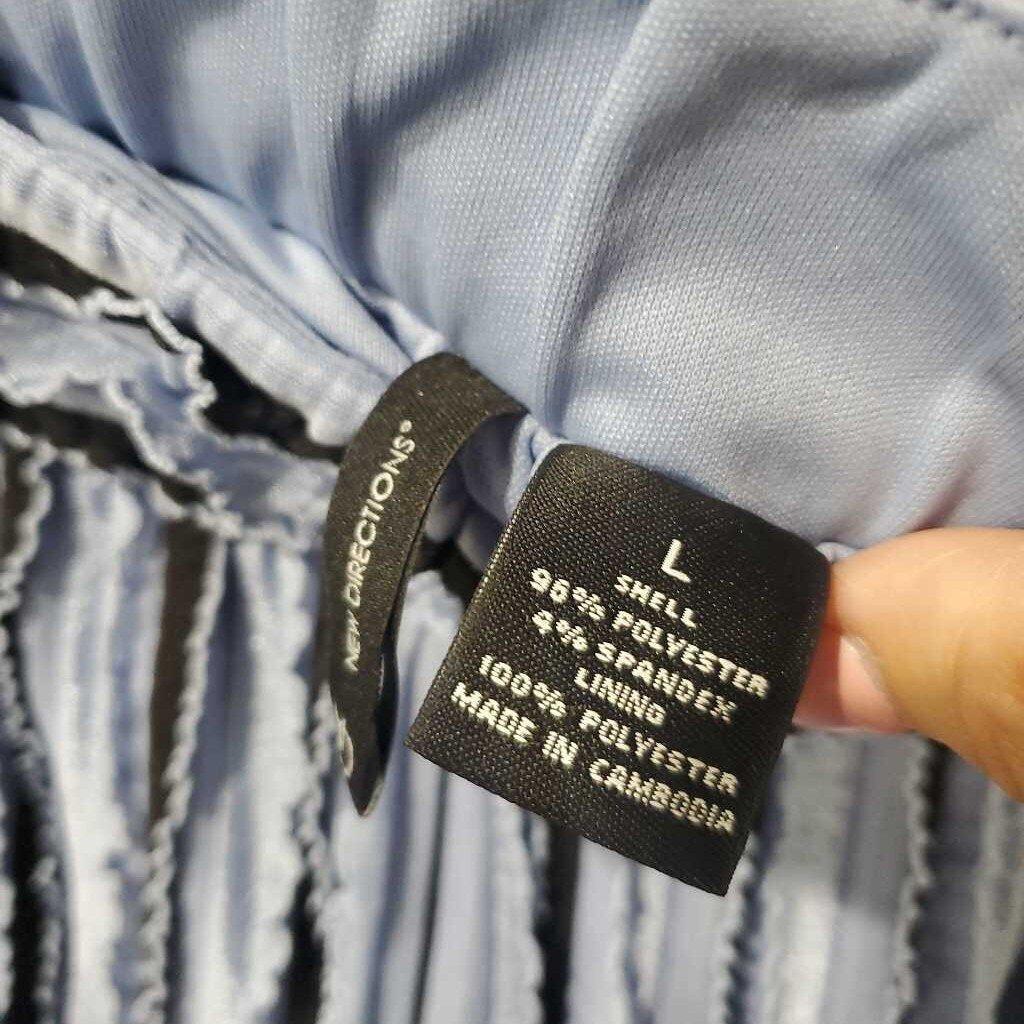 NEW DIRECTIONS®
L
SHELL
96% POLYESTER
4% SPANDEX
LINING
100% POLYESTER
MADE IN CAMBODIA